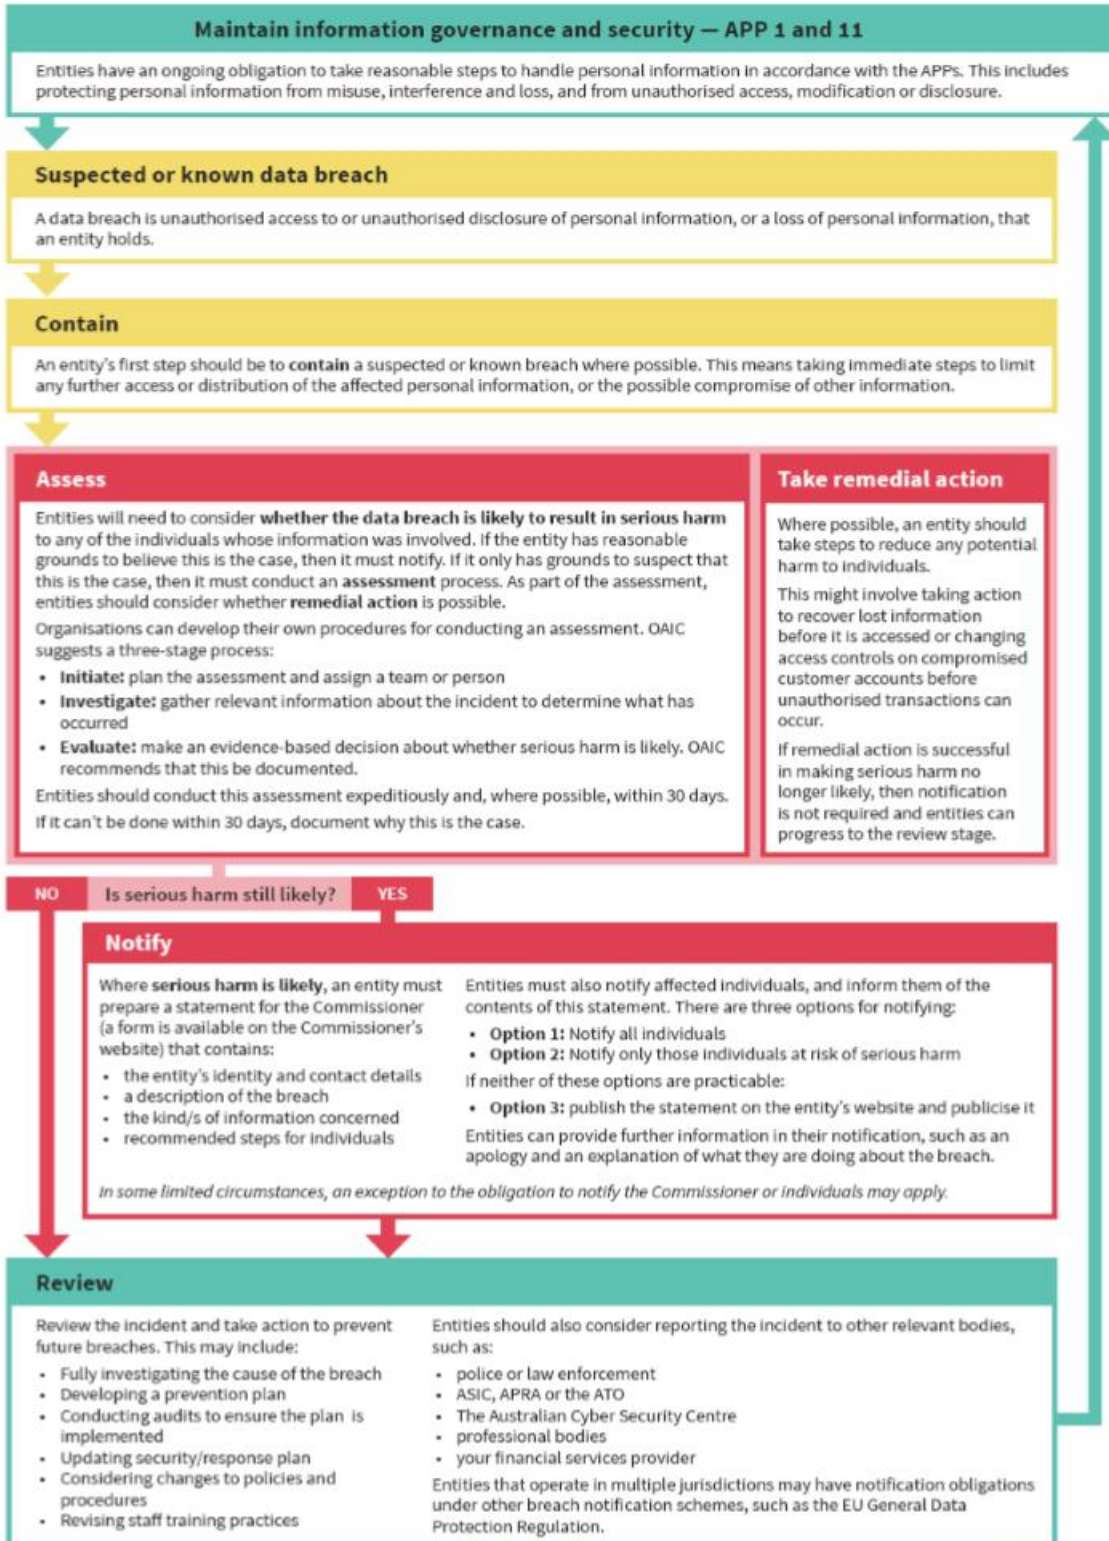 Maintain information governance and security — APP 1 and 11
Entities have an ongoing obligation to take reasonable steps to handle personal information in accordance with the APPs. This includes
protecting personal information from misuse, interference and loss, and from unauthorised access, modification or disclosure.
Suspected or known data breach
A data breach is unauthorised access to or unauthorised disclosure of personal information, or a loss of personal information, that
an entity holds.
Contain
An entity's first step should be to contain a suspected or known breach where possible. This means taking immediate steps to limit
any further access or distribution of the affected personal information, or the possible compromise of other information.
Assess
Entities will need to consider whether the data breach is likely to result in serious harm
to any of the individuals whose information was involved. If the entity has reasonable
grounds to believe this is the case, then it must notify. If it only has grounds to suspect that
this is the case, then it must conduct an assessment process. As part of the assessment,
entities should consider whether remedial action is possible.
Organisations can develop their own procedures for conducting an assessment. OAIC
suggests a three-stage process:
• Initiate: plan the assessment and assign a team or person
• Investigate: gather relevant information about the incident to determine what has
occurred
• Evaluate: make an evidence-based decision about whether serious harm is likely. OAIC
recommends that this be documented.
Entities should conduct this assessment expeditiously and, where possible, within 30 days.
If it can't be done within 30 days, document why this is the case.
Take remedial action
Where possible, an entity should
take steps to reduce any potential
harm to individuals.
This might involve taking action
to recover lost information
before it is accessed or changing
access controls on compromised
customer accounts before
unauthorised transactions can
occur.
If remedial action is successful
in making serious harm no
longer likely, then notification
is not required and entities can
progress to the review stage.
NO
Is serious harm still likely?
YES
Notify
Where serious harm is likely, an entity must
prepare a statement for the Commissioner
(a form is available on the Commissioner's
website) that contains:
• the entity's identity and contact details
• a description of the breach
• the kind/s of information concerned
• recommended steps for individuals
Entities must also notify affected individuals, and inform them of the
contents of this statement. There are three options for notifying:
• Option 1: Notify all individuals
• Option 2: Notify only those individuals at risk of serious harm
If neither of these options are practicable:
• Option 3: publish the statement on the entity's website and publicise it
Entities can provide further information in their notification, such as an
apology and an explanation of what they are doing about the breach.
In some limited circumstances, an exception to the obligation to notify the Commissioner or individuals may apply.
Review
Review the incident and take action to prevent
future breaches. This may include:
• Fully investigating the cause of the breach
• Developing a prevention plan
• Conducting audits to ensure the plan is
implemented
• Updating security/response plan
• Considering changes to policies and
procedures
• Revising staff training practices
Entities should also consider reporting the incident to other relevant bodies,
such as:
• police or law enforcement
• ASIC, APRA or the ATO
• The Australian Cyber Security Centre
• professional bodies
• your financial services provider
Entities that operate in multiple jurisdictions may have notification obligations
under other breach notification schemes, such as the EU General Data
Protection Regulation.